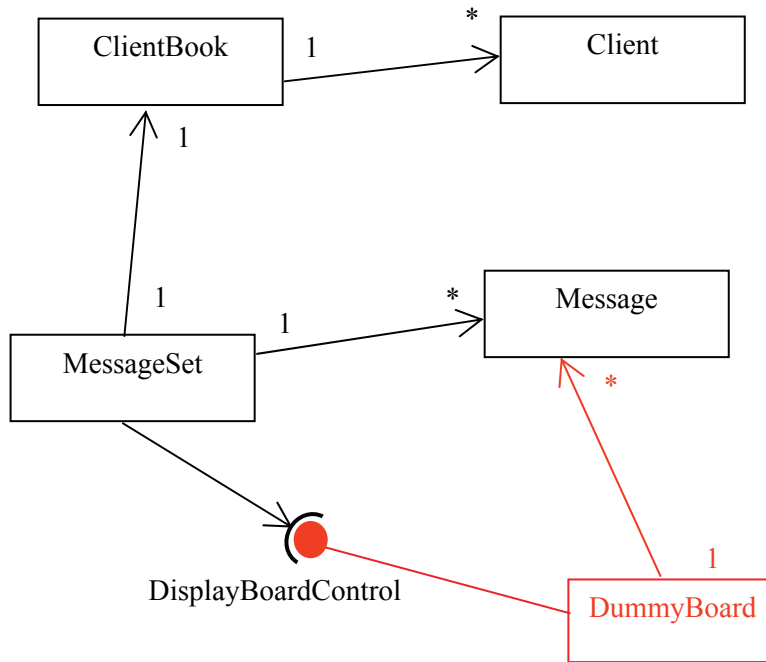 *
ClientBook
1
Client
1
1
*
Message
1
MessageSet
*
1
DisplayBoardControl
DummyBoard